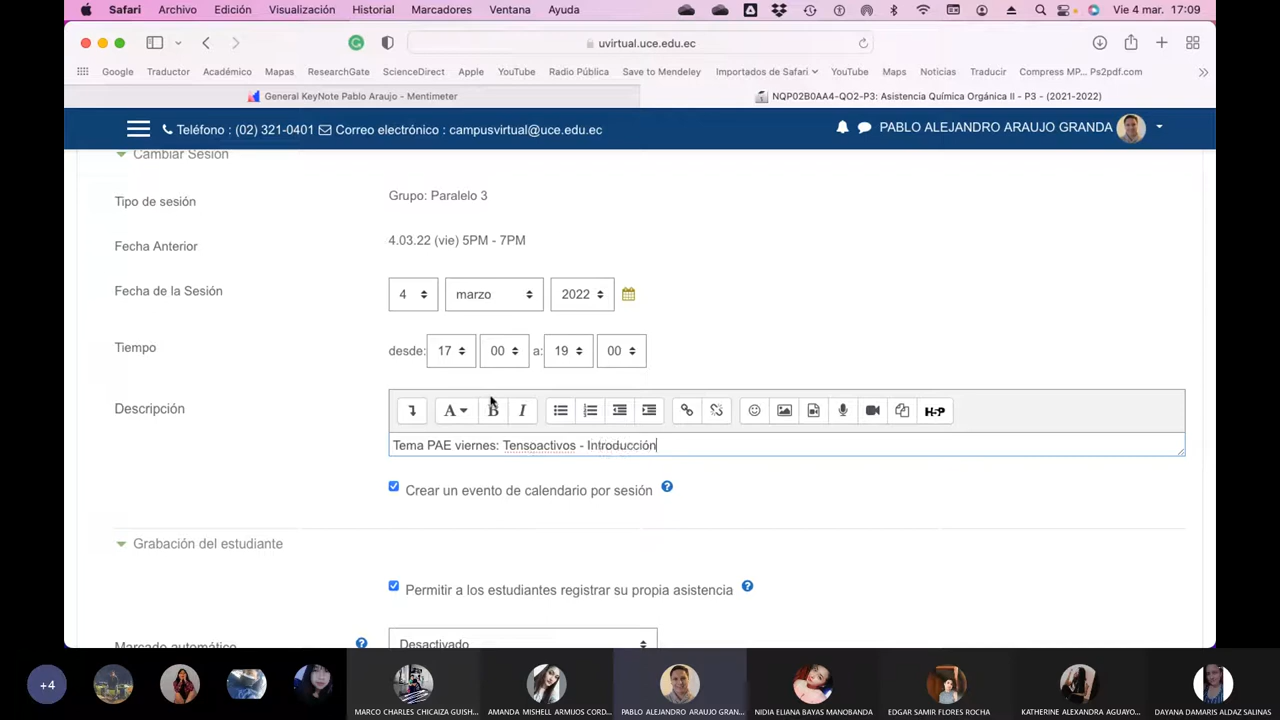 Safari Archivo Edición Visualización Historial Marcadores Ventana Ayuda Vie 4 mar. 17:09
uvirtual.uce.edu.ec
Google Traductor Académico Mapas ResearchGate ScienceDirect Apple YouTube Radio Pública Save to Mendeley Importados de Safari YouTube Maps Noticias Traducir Compress MP... Ps2pdf.com
General KeyNote Pablo Araujo - Mentimeter NQP02B0AA4-QO2-P3: Asistencia Química Orgánica II - P3 - (2021-2022)
Teléfono : (02) 321-0401 Correo electrónico : campusvirtual@uce.edu.ec PABLO ALEJANDRO ARAUJO GRANDA
Cambiar Sesión
Tipo de sesión Grupo: Paralelo 3
Fecha Anterior 4.03.22 (vie) 5PM - 7PM
Fecha de la Sesión 4 marzo 2022
Tiempo desde: 17 00 a: 19 00
Descripción A B I H-P
Tema PAE viernes: Tensoactivos - Introducción
Crear un evento de calendario por sesión
Grabación del estudiante
Permitir a los estudiantes registrar su propia asistencia
Marcado automático Desactivado
+4
MARCO CHARLES CHICAIZA GUISH... AMANDA MISHELL ARMIJOS CORD... PABLO ALEJANDRO ARAUJO GRAN... NIDIA ELIANA BAYAS MANOBANDA EDGAR SAMIR FLORES ROCHA KATHERINE ALEXANDRA AGUAYO... DAYANA DAMARIS ALDAZ SALINAS